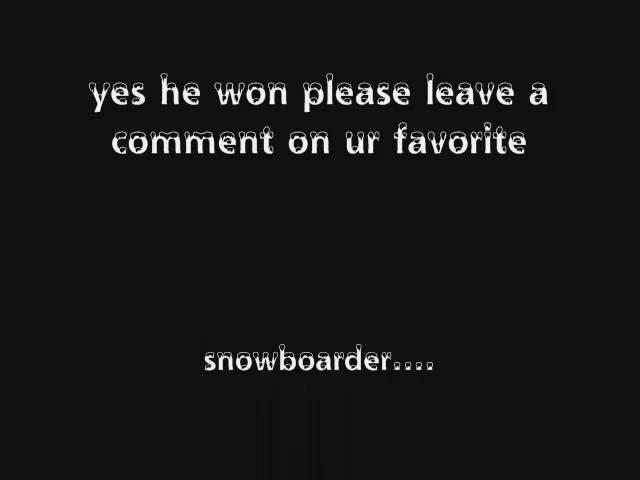 yes he won please leave a
comment on ur favorite
snowboarder....